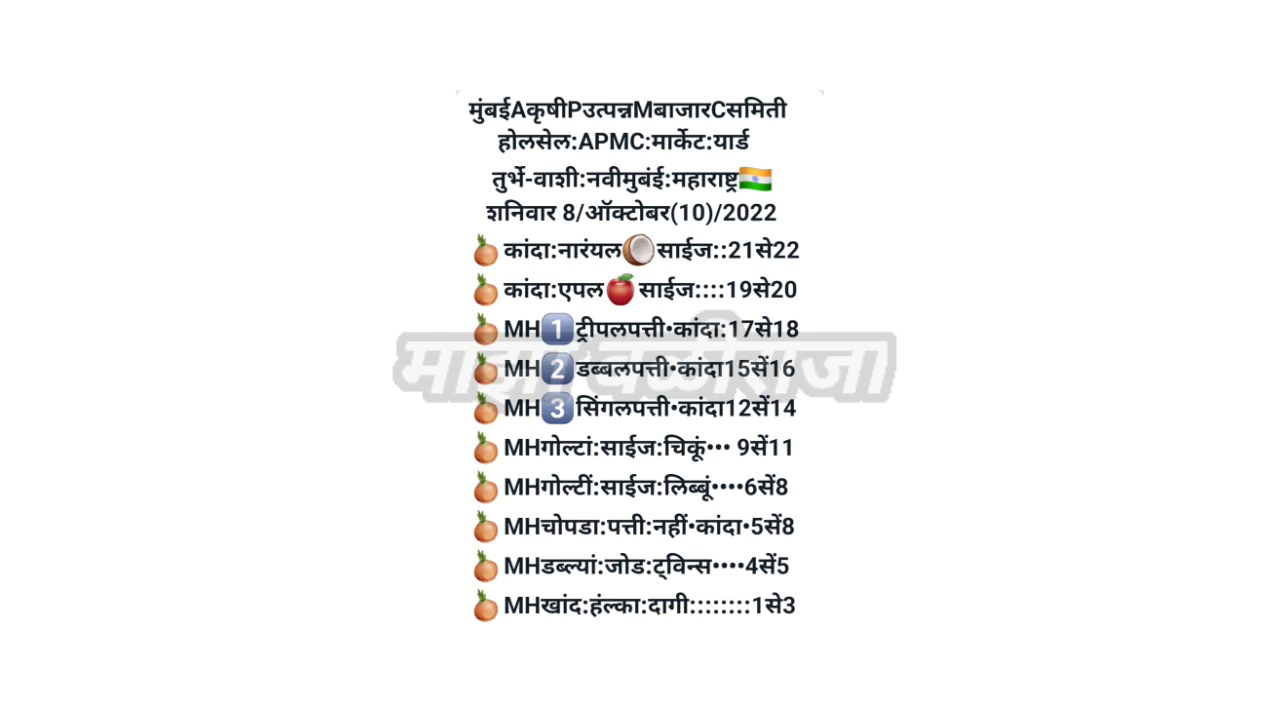 मुंबईAकृषीPउत्पन्नMबाजारCसमिती
होलसेल:APMC:मार्केट:यार्ड
तुर्भे-वाशी:नवीमुबंई:महाराष्ट्र🇮🇳
शनिवार 8/ऑक्टोबर(10)/2022
🧅 कांदा:नारंयल🥥साईज::21से22
🧅 कांदा:एपल🍎साईज::::19से20
🧅 MH1️⃣ट्रीपलपत्ती•कांदा:17से18
🧅 MH2️⃣डब्बलपत्ती•कांदा15सें16
🧅 MH3️⃣सिंगलपत्ती•कांदा12सें14
🧅 MHगोल्टां:साईज:चिकूं••• 9सें11
🧅 MHगोल्टीं:साईज:लिब्बूं••••6सें8
🧅 MHचोपडा:पत्ती:नहीं•कांदा•5सें8
🧅 MHडब्ल्यां:जोड:ट्विन्स••••4सें5
🧅 MHखांद:हंल्का:दागी::::::::1से3
माझा बळीराजा